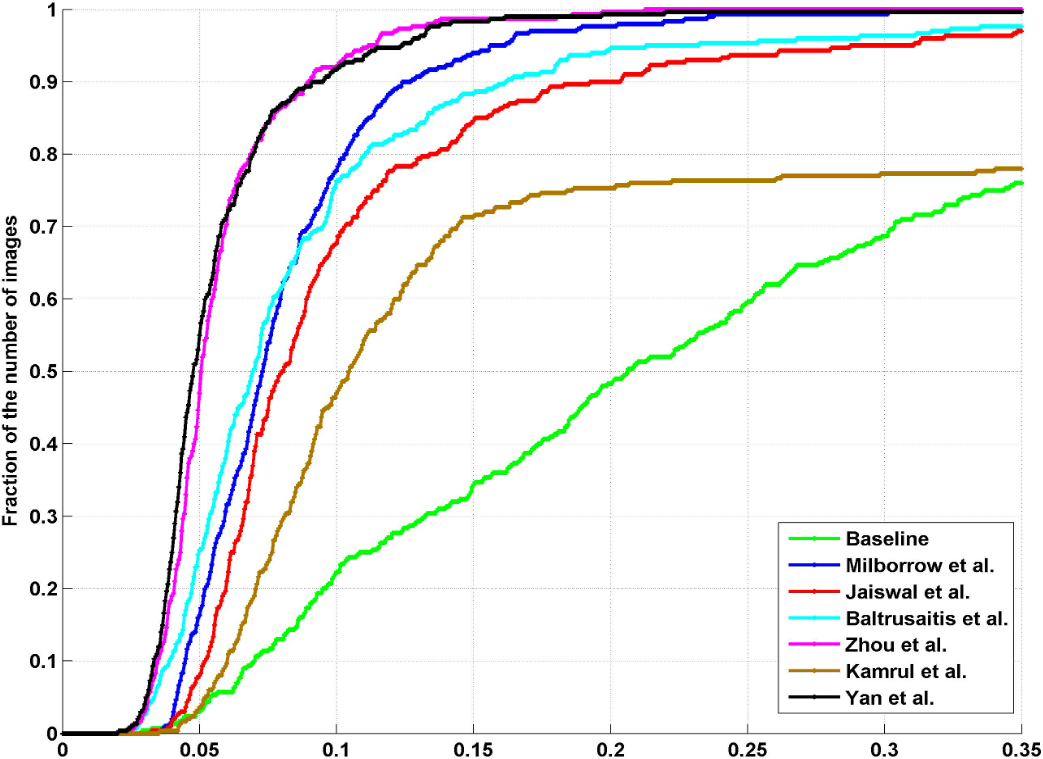 1
0.9
0.8
0.7
0.6
0.5
0.4
0.3
0.2
0.1
0
Fraction of the number of images
Baseline
Milborrow et al.
Jaiswal et al.
Baltrusaitis et al.
Zhou et al.
Kamrul et al.
Yan et al.
0 0.05 0.1 0.15 0.2 0.25 0.3 0.35